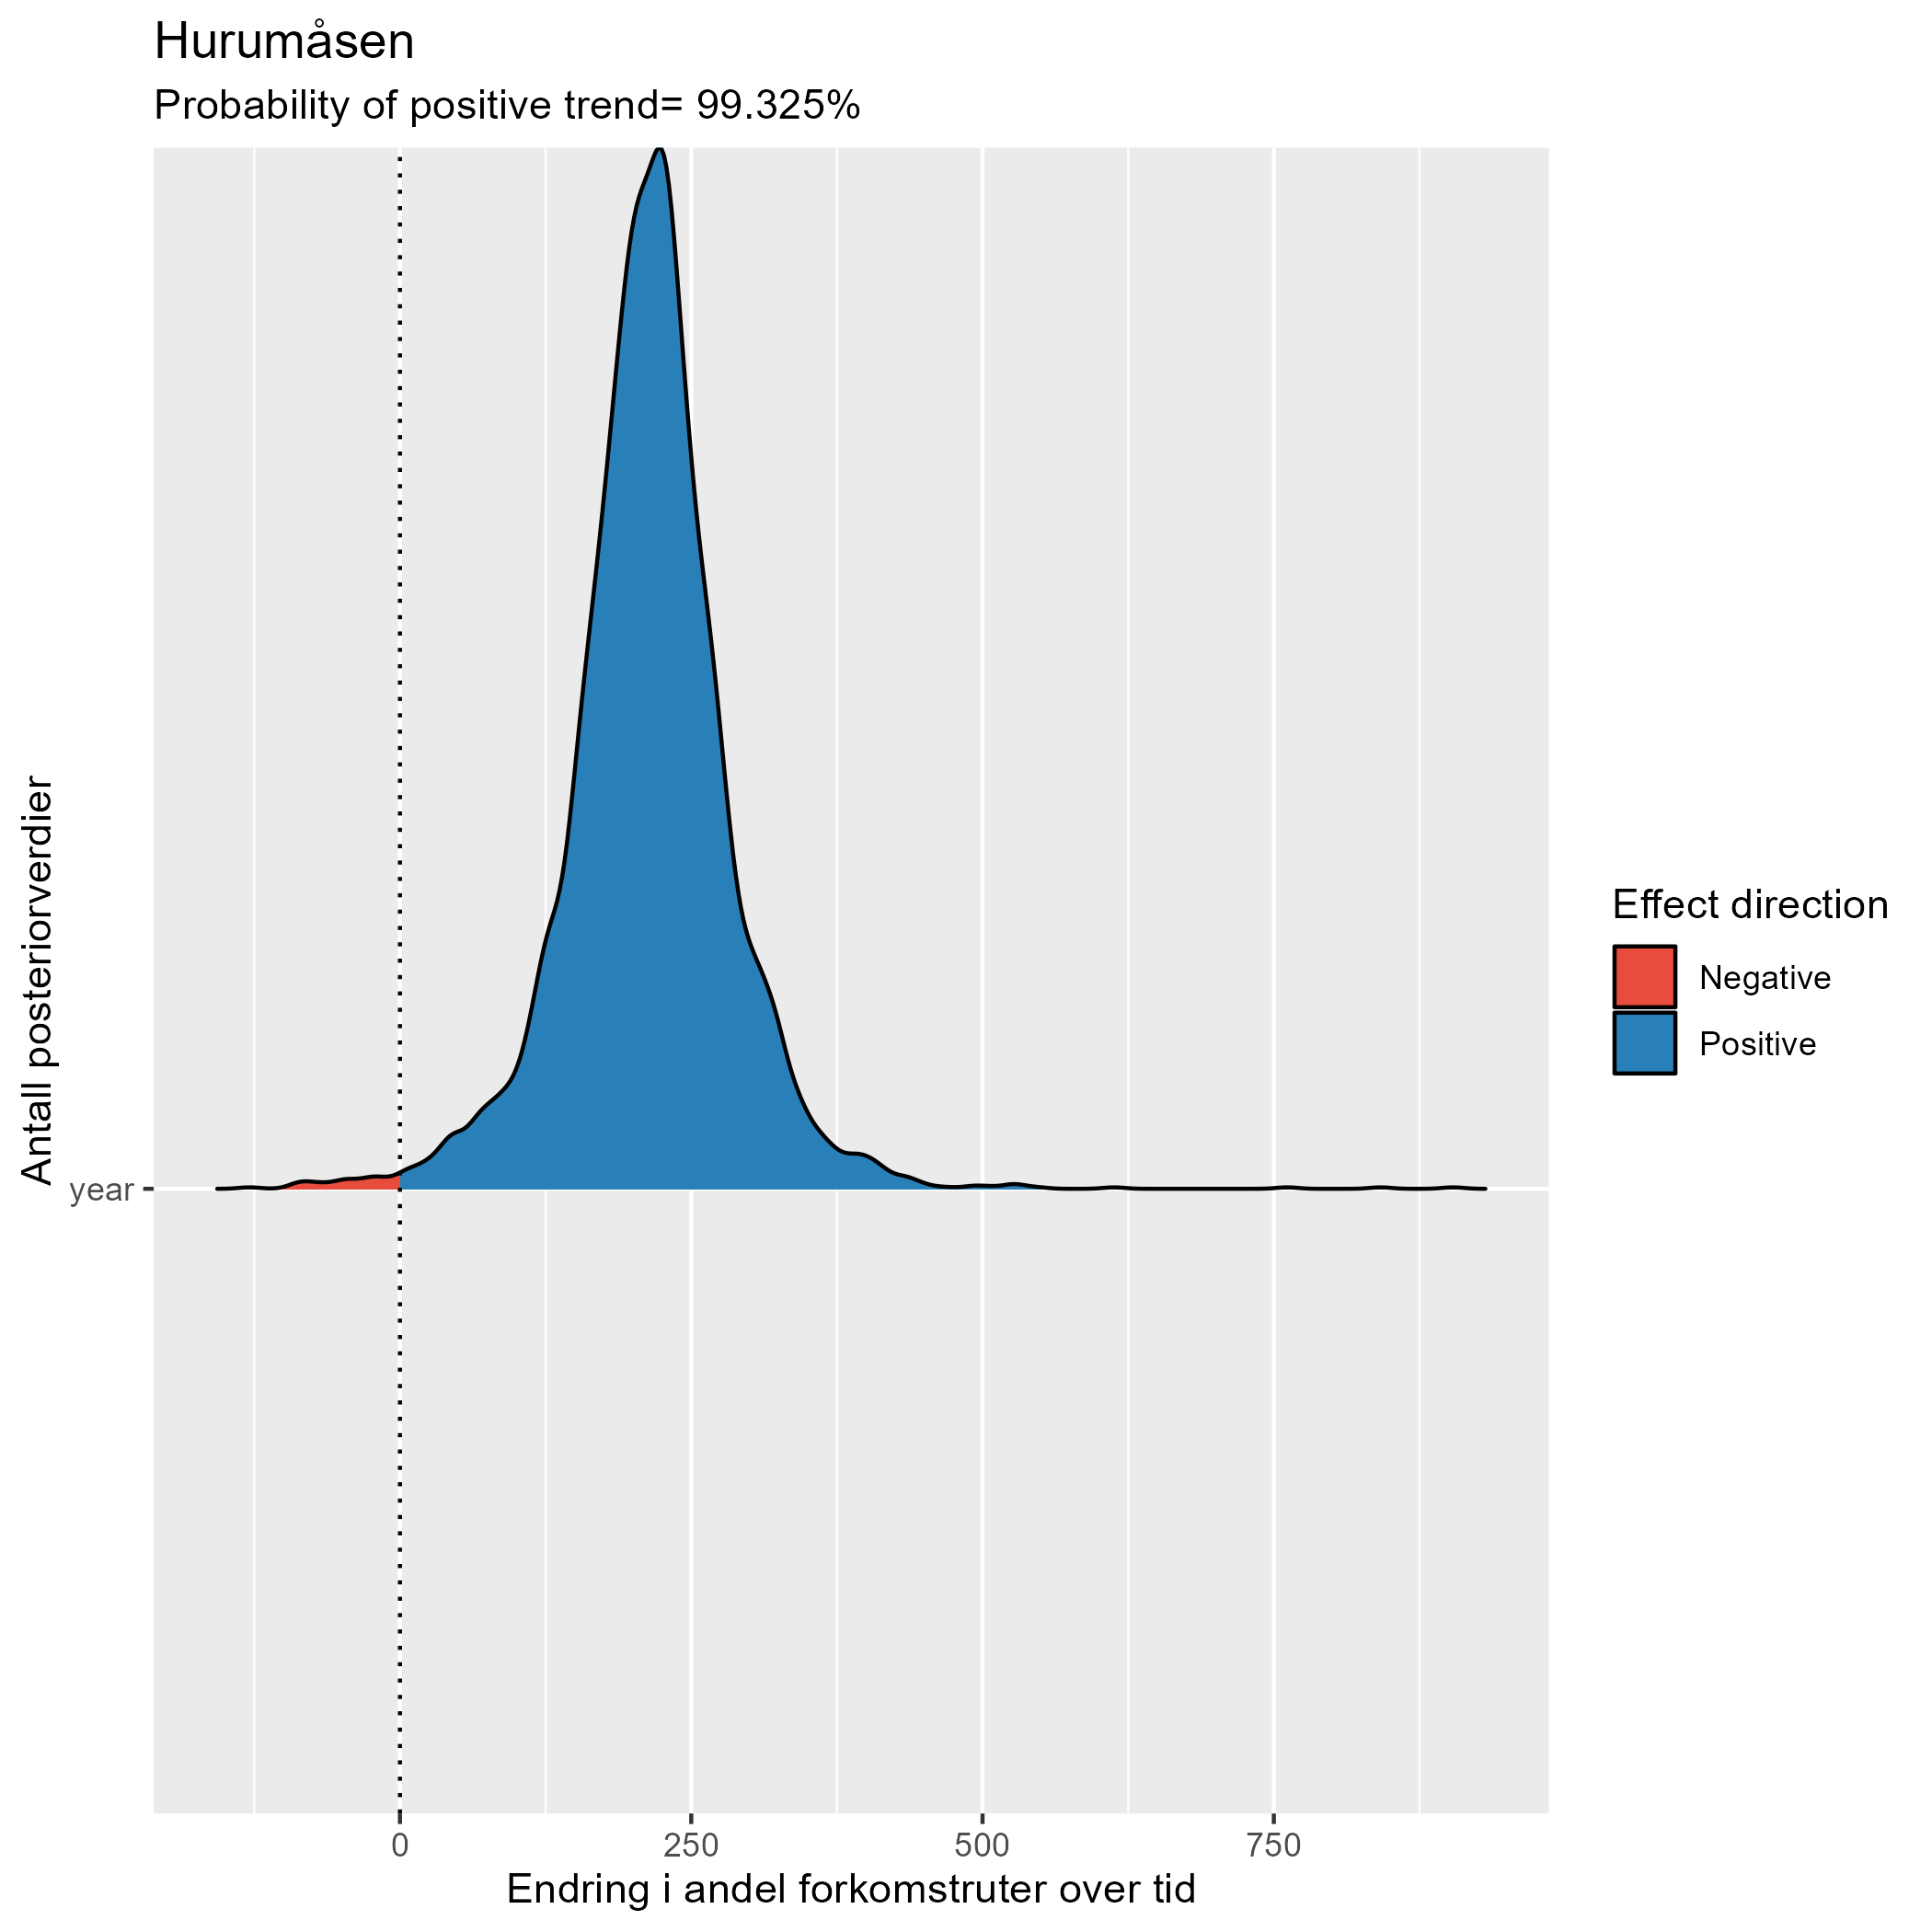 Hurumåsen
Probability of positive trend= 99.325%
Antall posteriorverdier
year
0
250
500
750
Endring i andel forkomstruter over tid
Effect direction
Negative
Positive